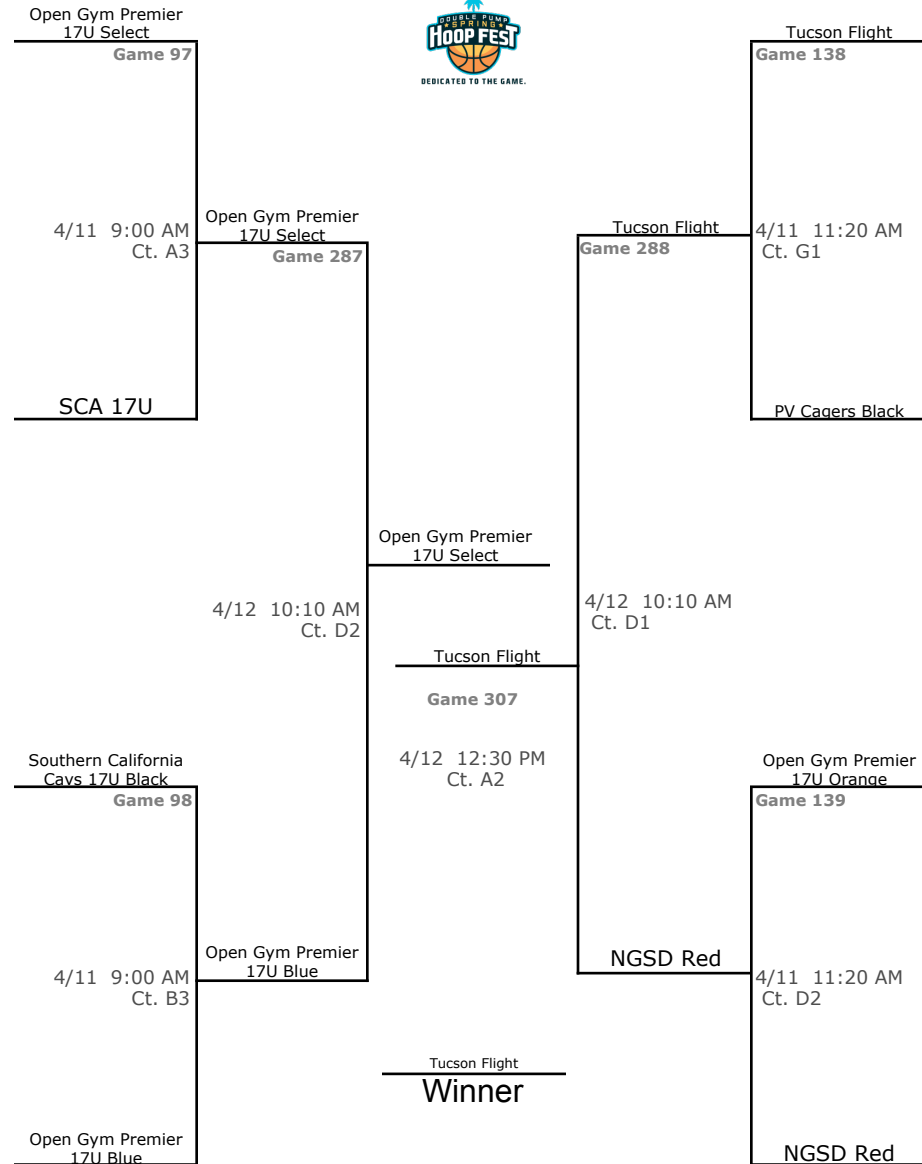 Open Gym Premier
17U Select
Game 97
4/11 9:00 AM
Ct. A3
SCA 17U
Open Gym Premier
17U Select
Game 287
4/12 10:10 AM
Ct. D2
Southern California
Cavs 17U Black
Game 98
4/11 9:00 AM
Ct. B3
Open Gym Premier
17U Blue
Open Gym Premier
17U Blue
DOUBLE PUMP
SPRING
HOOP FEST
DEDICATED TO THE GAME.
Open Gym Premier
17U Select
Tucson Flight
Game 307
4/12 12:30 PM
Ct. A2
Tucson Flight
Winner
Tucson Flight
Game 288
4/12 10:10 AM
Ct. D1
NGSD Red
Tucson Flight
Game 138
4/11 11:20 AM
Ct. G1
PV Cagers Black
Open Gym Premier
17U Orange
Game 139
4/11 11:20 AM
Ct. D2
NGSD Red